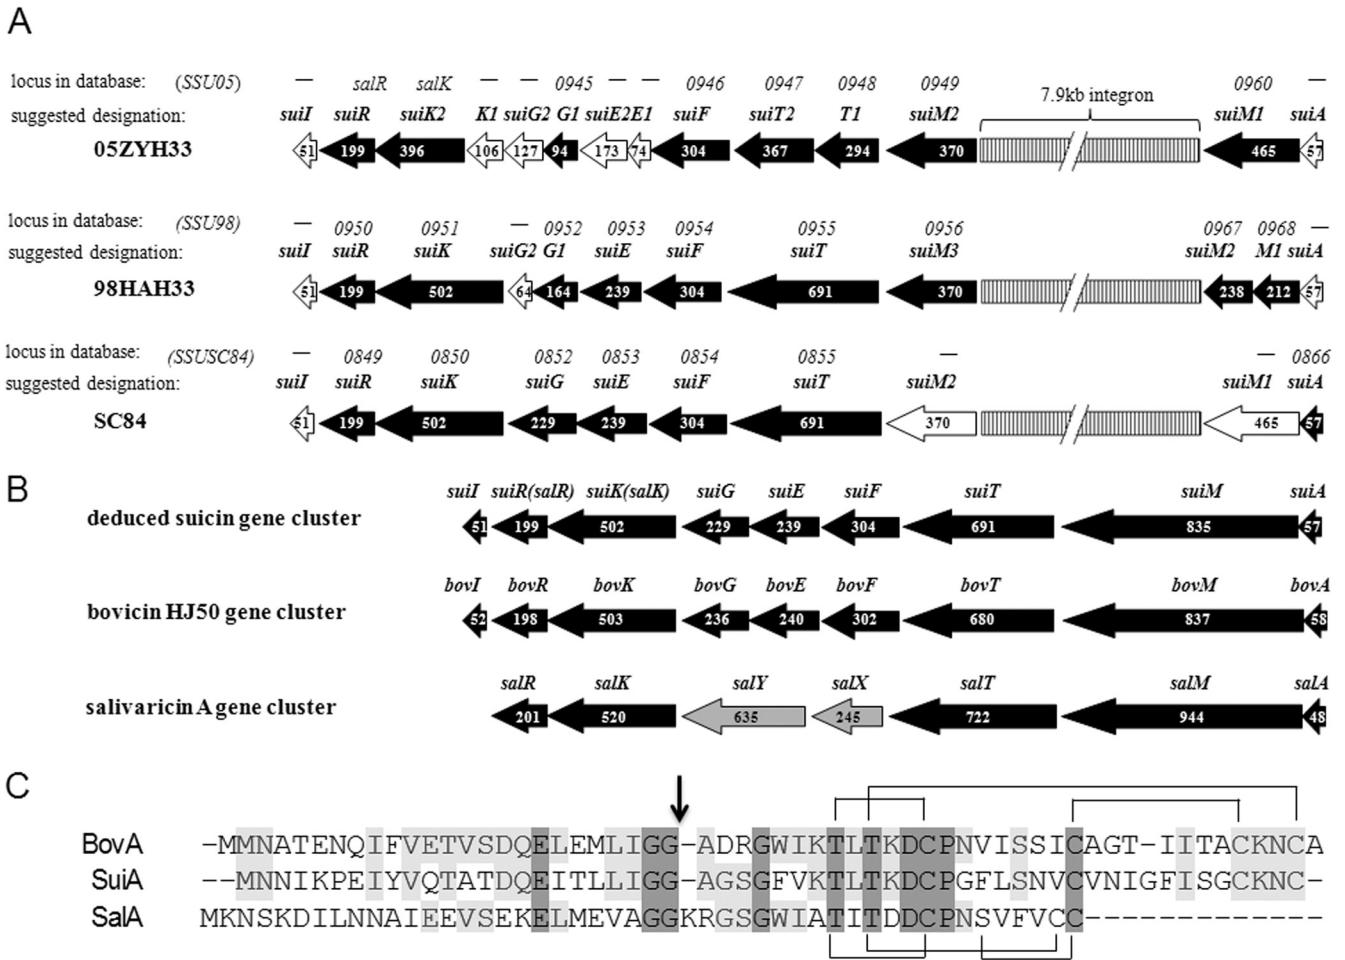 A
locus in database: (SSU05) — salR salK — — 0945 — — 0946 0947 0948 0949 0960 —
7.9kb integron
suggested designation: suiI suiR suiK2 K1 suiG2 G1 suiE2 E1 suiF suiT2 T1 suiM2 suiM1 suiA
05ZYH33 51 199 396 106 127 94 173 74 304 367 294 370 465 57
locus in database: (SSU98) — 0950 0951 — 0952 0953 0954 0955 0956 0967 0968 —
suggested designation: suiI suiR suiK suiG2 G1 suiE suiF suiT suiM3 suiM2 M1 suiA
98HAH33 51 199 502 64 164 239 304 691 370 238 212 57
locus in database: (SSUSC84) — 0849 0850 0852 0853 0854 0855 — — 0866
suggested designation: suiI suiR suiK suiG suiE suiF suiT suiM2 suiM1 suiA
SC84 51 199 502 229 239 304 691 370 465 57
B
suiI suiR(salR) suiK(salK) suiG suiE suiF suiT suiM suiA
deduced suicin gene cluster 51 199 502 229 239 304 691 835 57
bovI bovR bovK bovG bovE bovF bovT bovM bovA
bovicin HJ50 gene cluster 52 198 503 236 240 302 680 837 58
salR salK salY salX salT salM salA
salivaricin A gene cluster 201 520 635 245 722 944 48
C
BovA -MMNATENQIFVETVSDQELEMLIGG-ADRGWIKTLTKDCPNVISSICAGT-IITACKNCA
SuiA --MNNIKPEIYVQTATDQEITLLIGG-AGSGFVKTLTKDCPGFLSNVCVNIGFISGCKNC-
SalA MKNSKDILNNAIEEVSEKELMEVAGGKRGSGWIATITDDCPNSVFVCC-------------